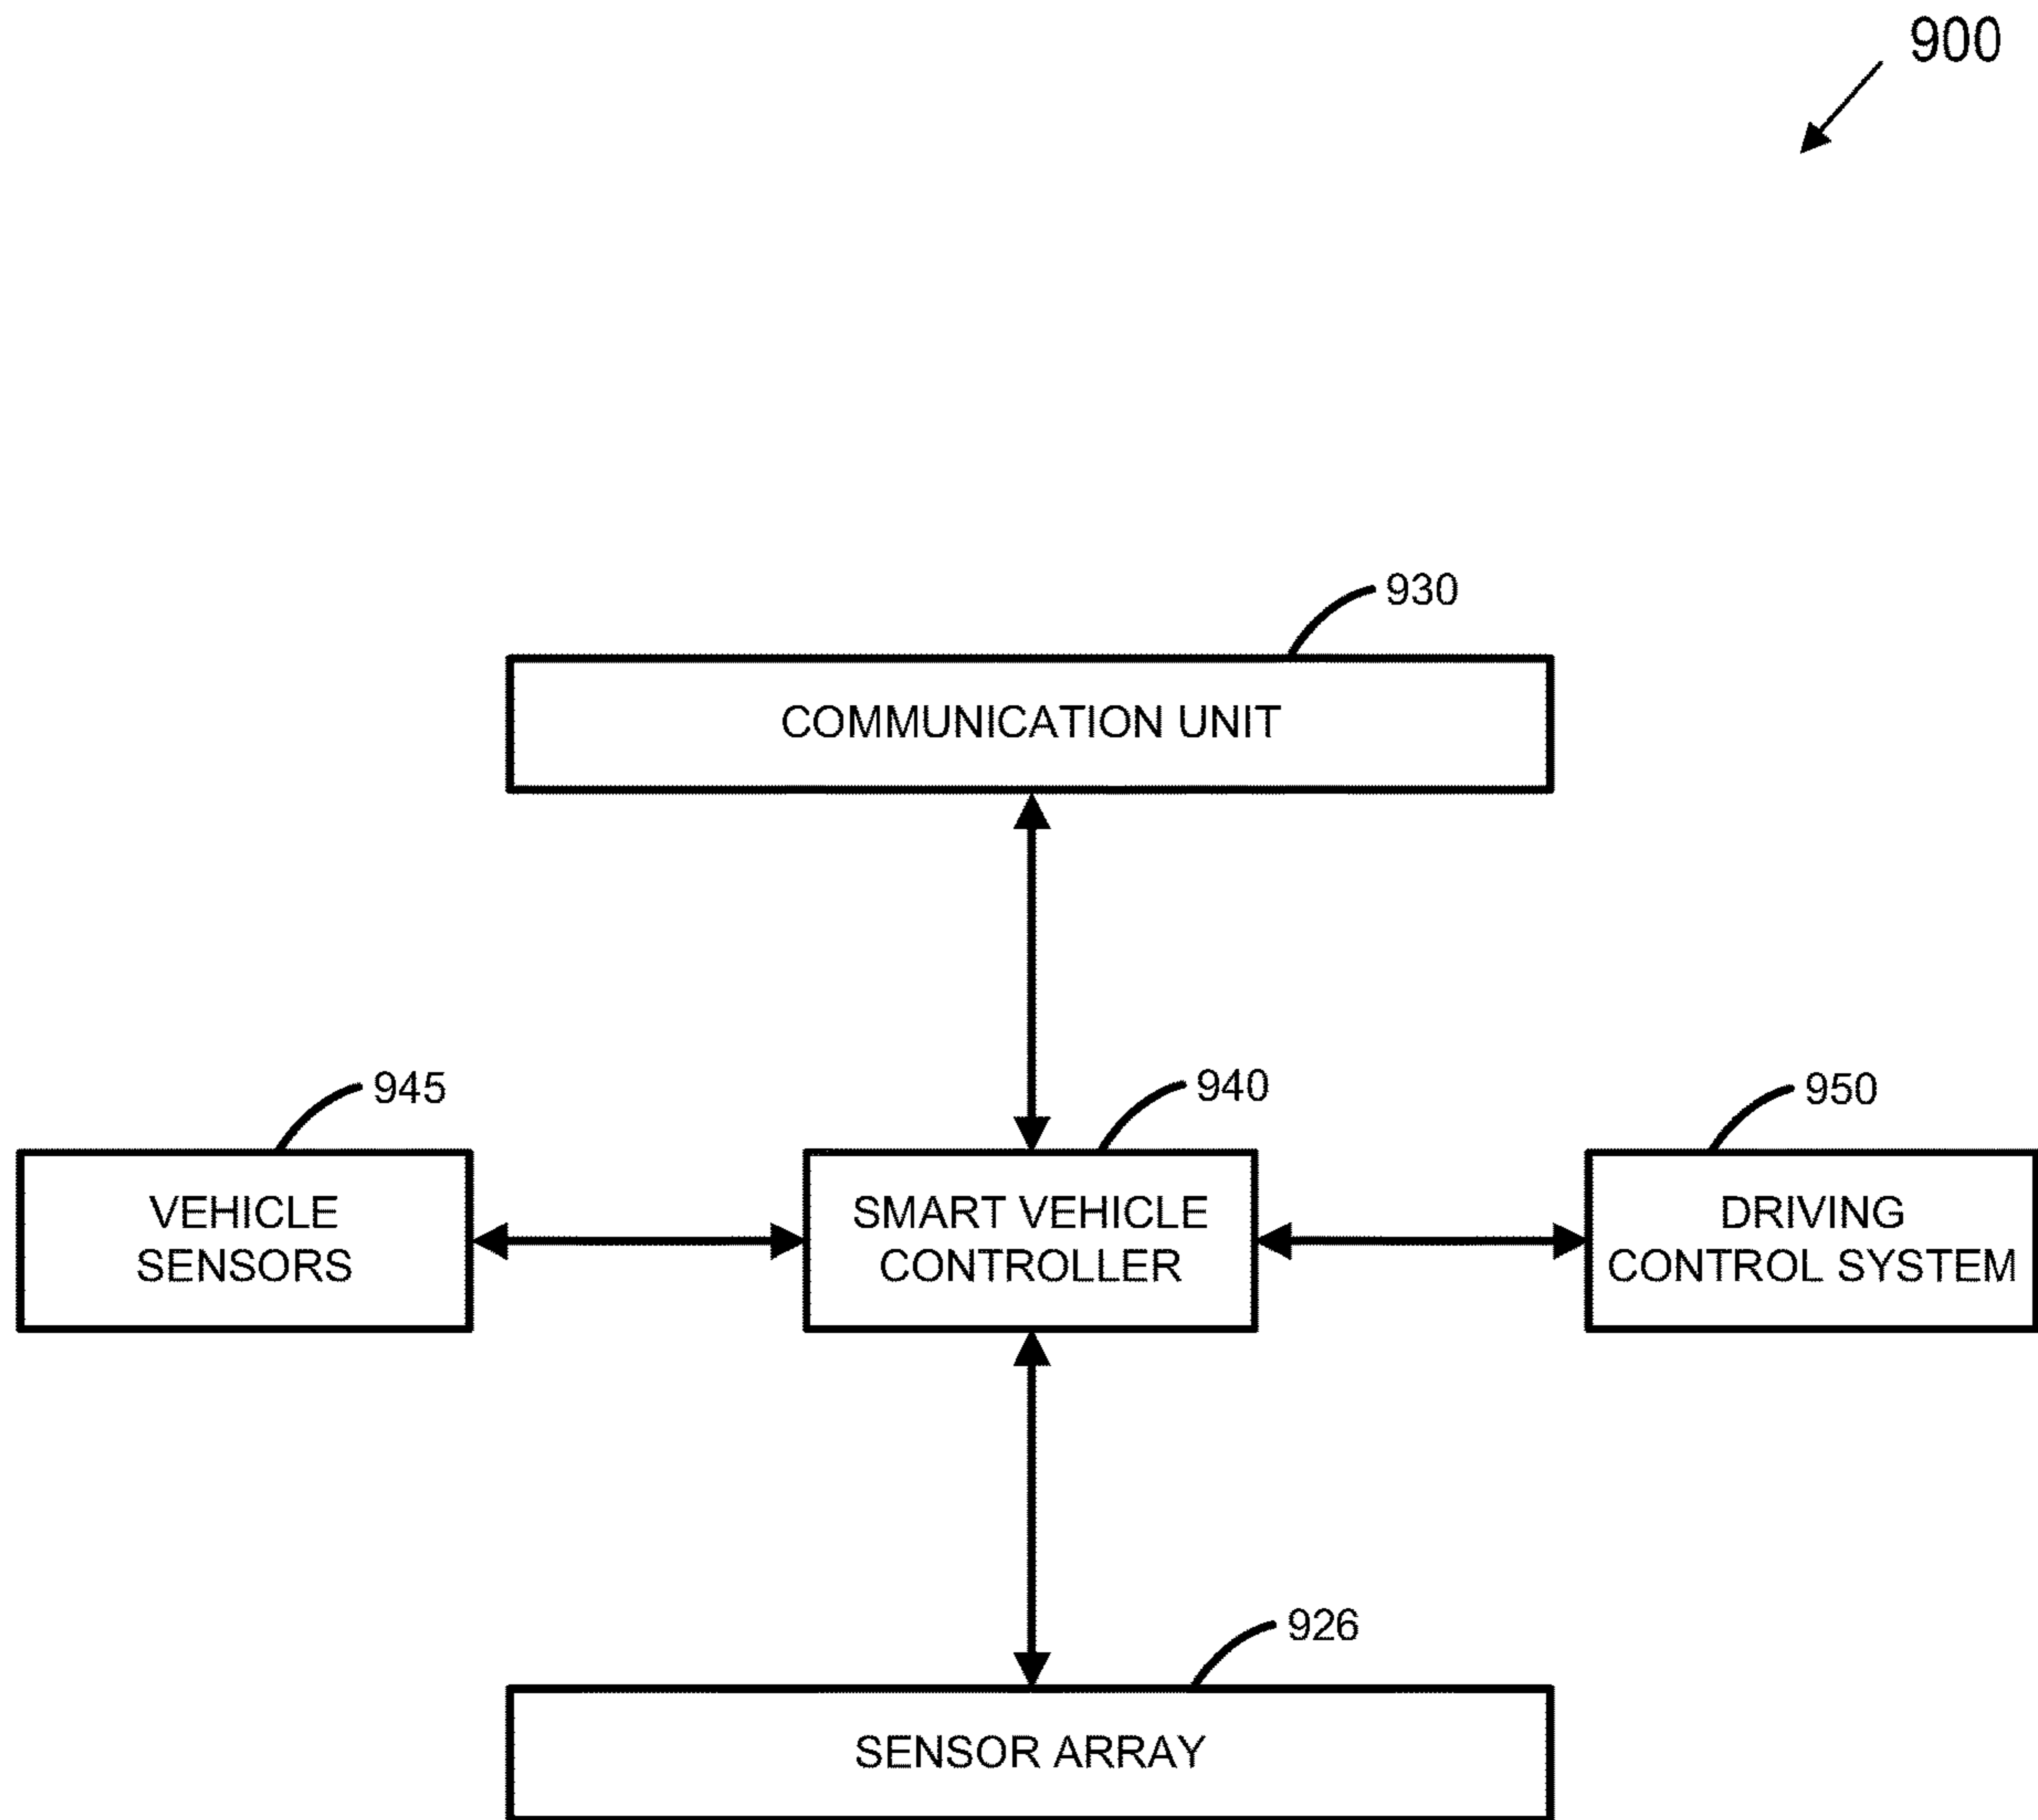 900
930
COMMUNICATION UNIT
945
940
950
VEHICLE
SENSORS
SMART VEHICLE
CONTROLLER
DRIVING
CONTROL SYSTEM
926
SENSOR ARRAY